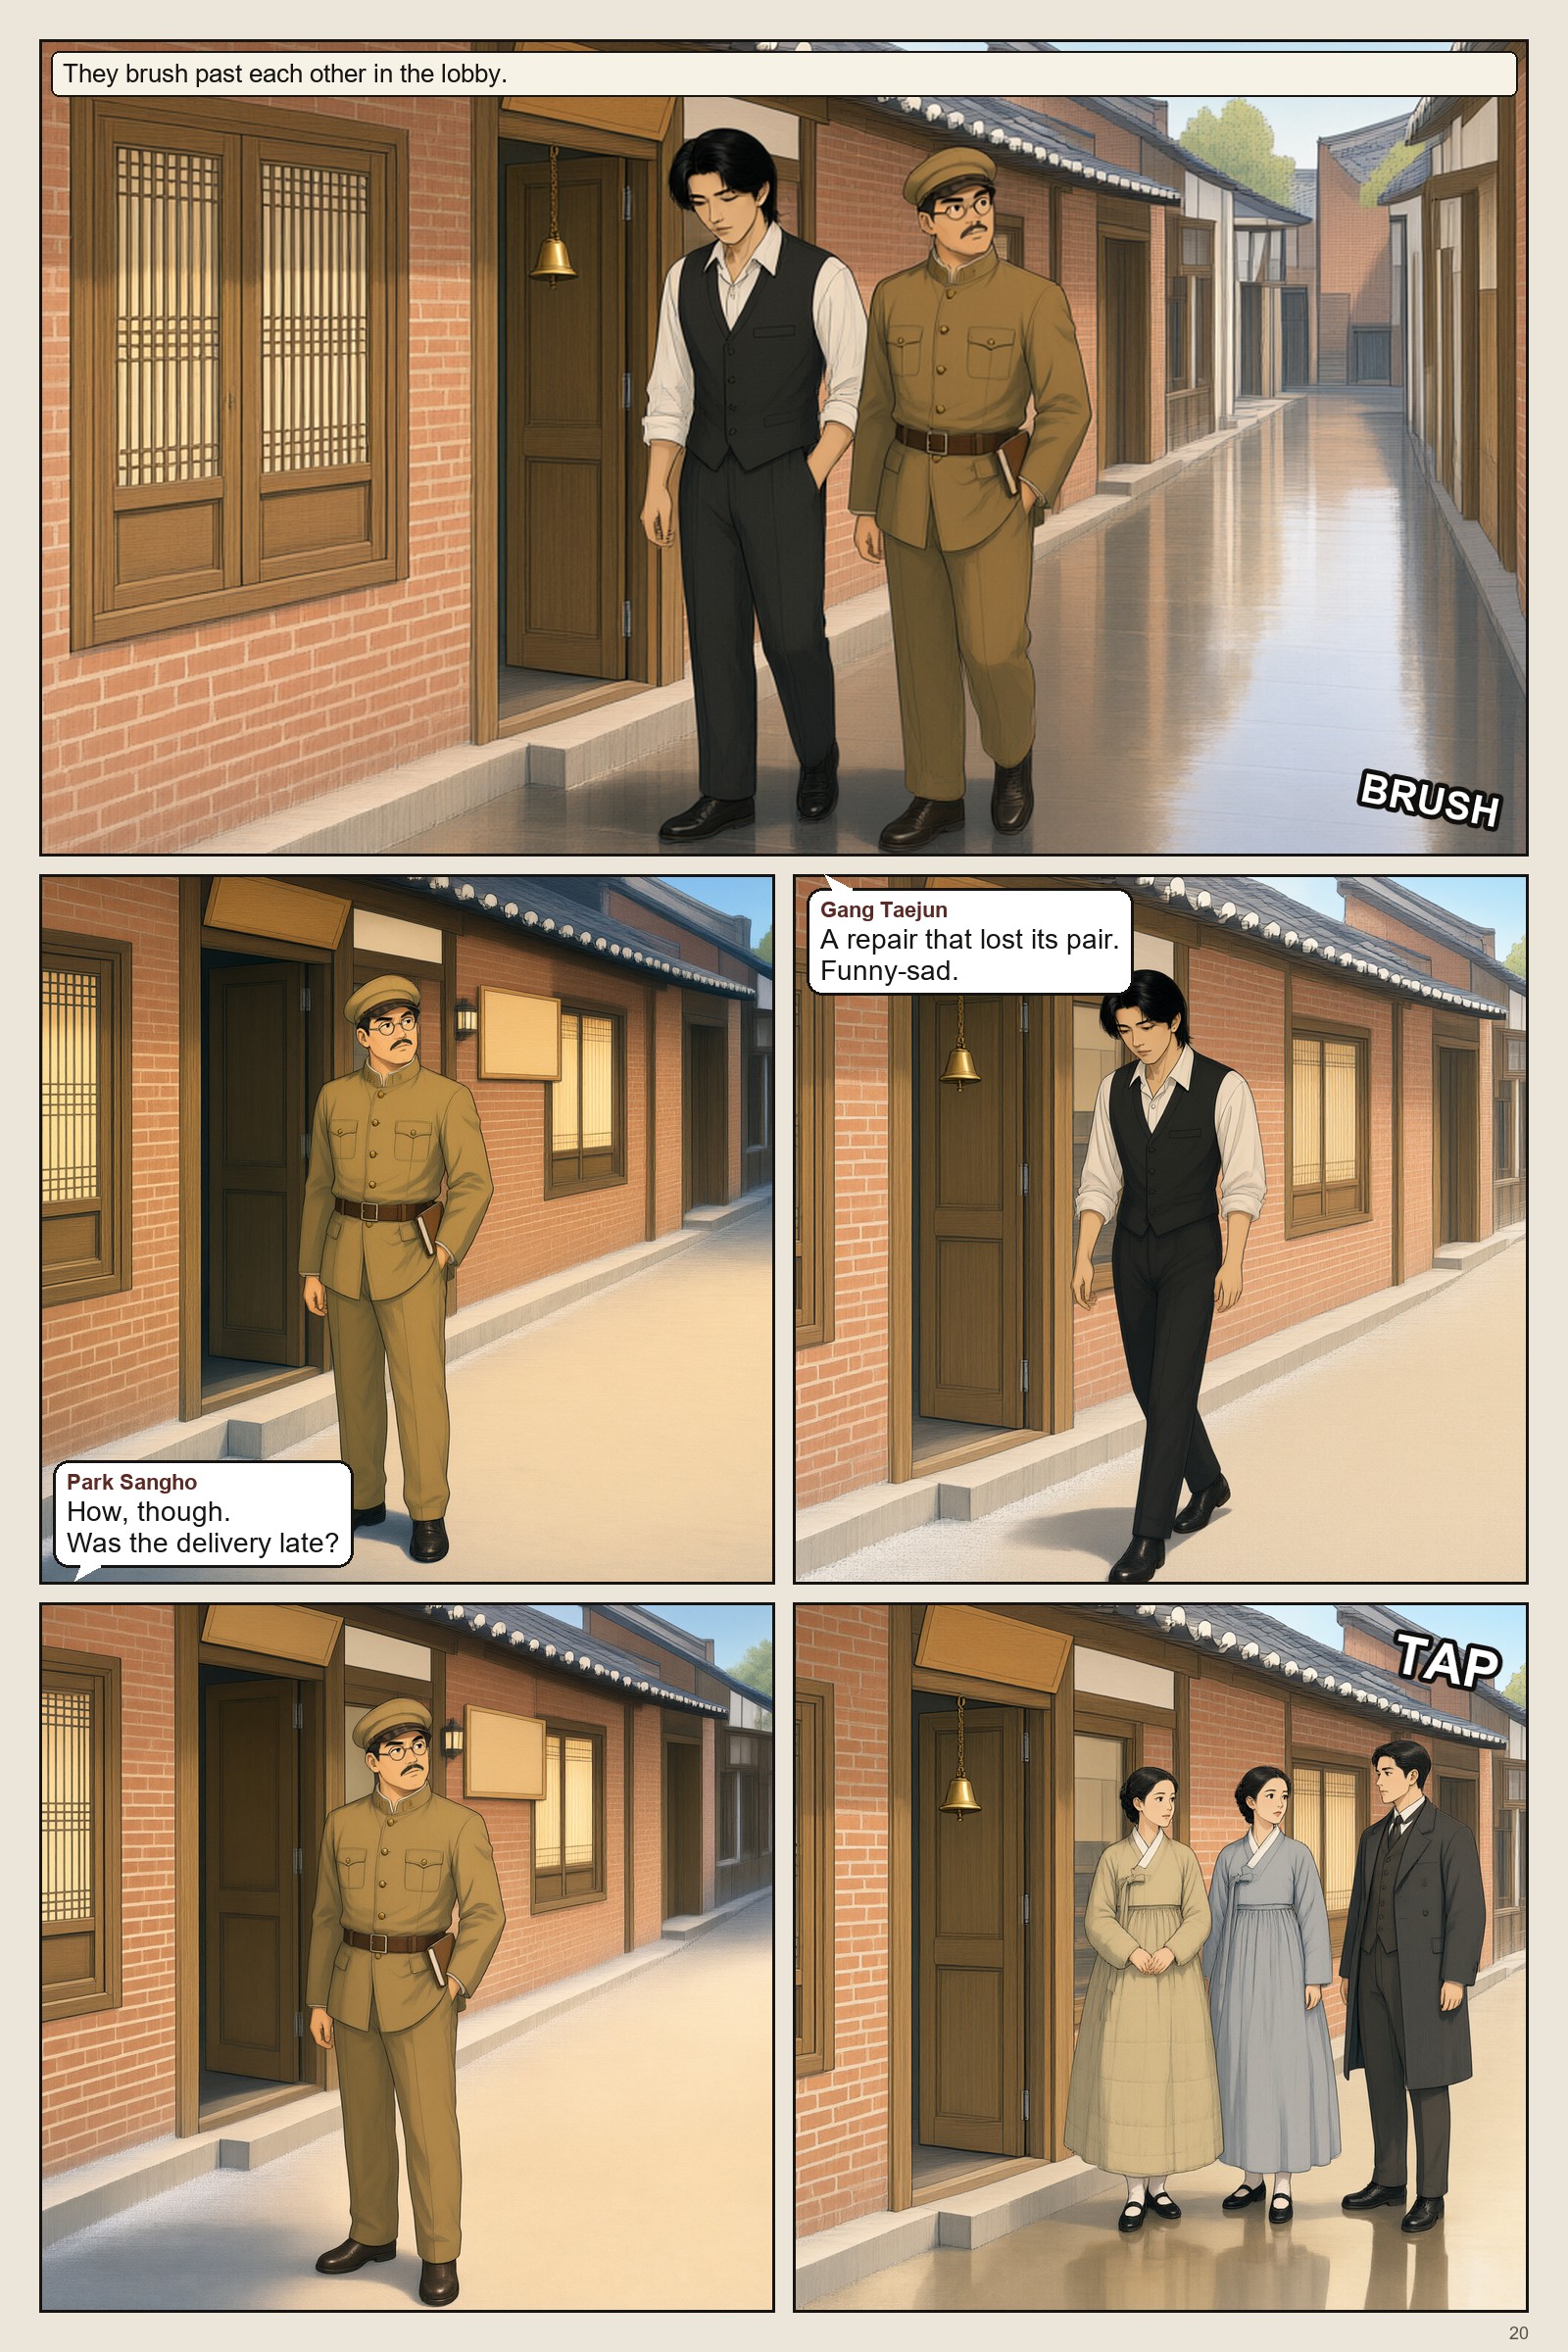 They brush past each other in the lobby.
BRUSH
Park Sangho
How, though.
Was the delivery late?
Gang Taejun
A repair that lost its pair.
Funny-sad.
TAP
20